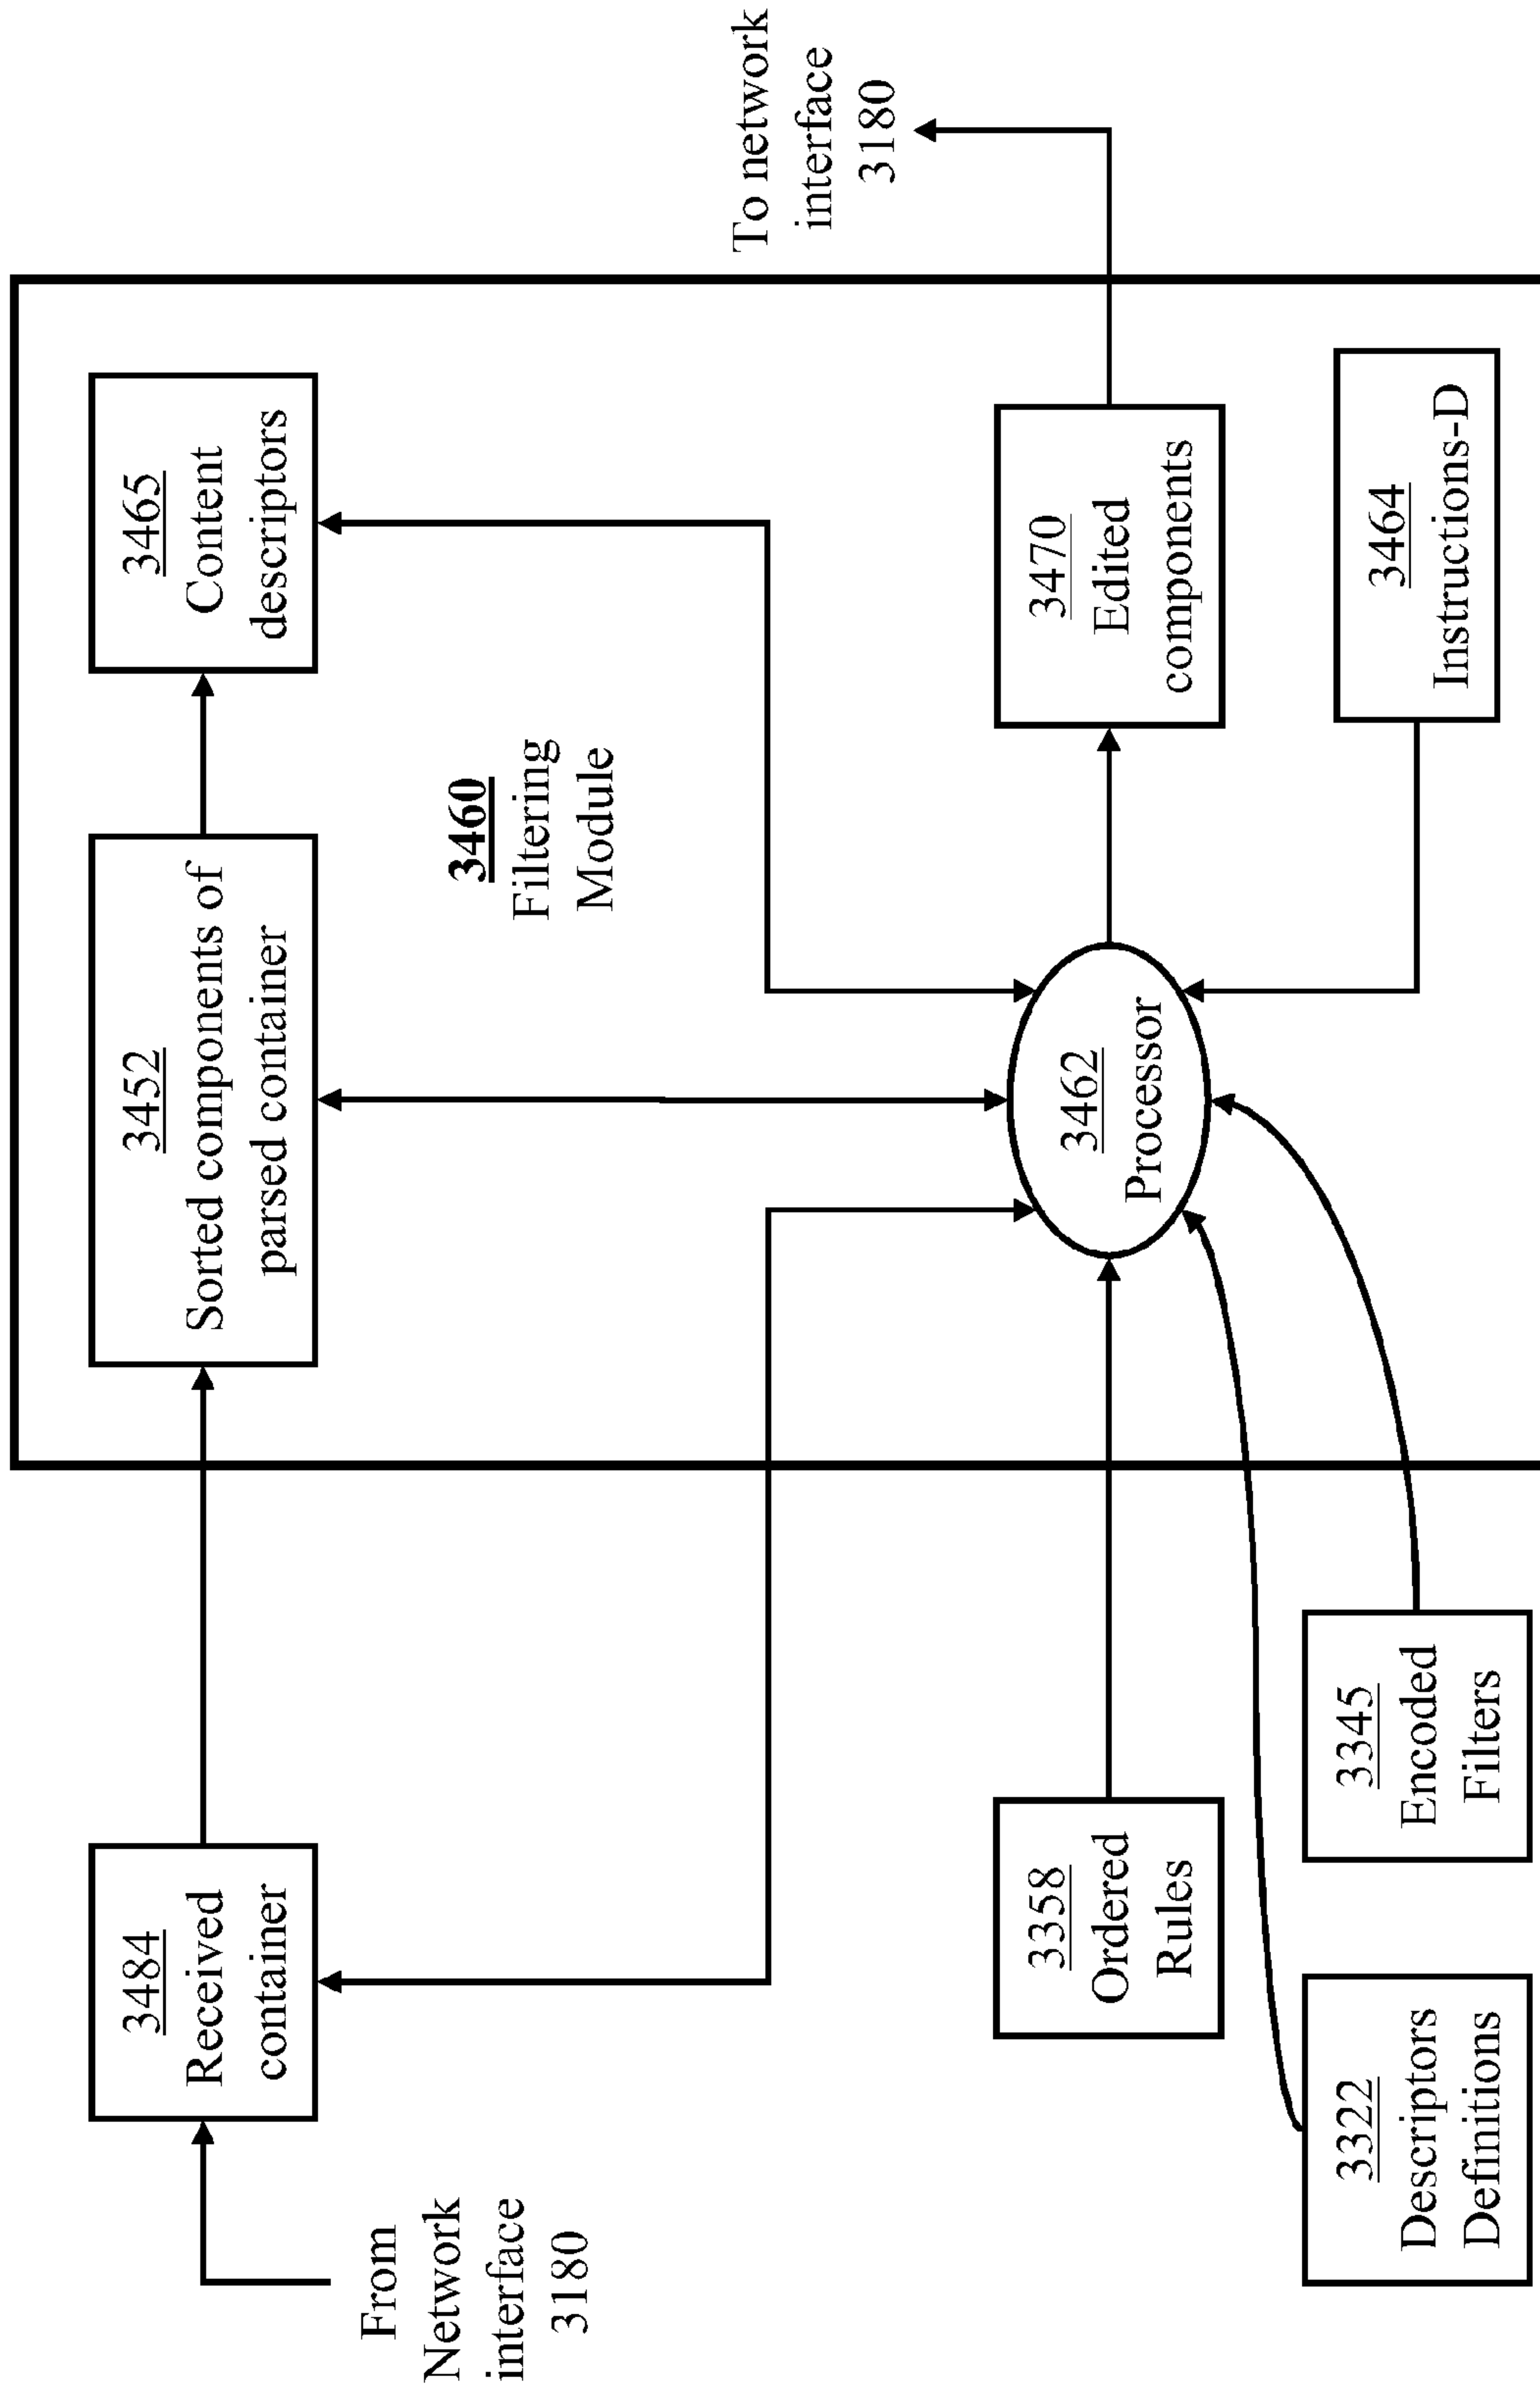 From
Network
interface
3180
3484
Received
container
3452
Sorted components of
parsed container
3465
Content
descriptors
3460
Filtering
Module
To network
interface
3180
3358
Ordered
Rules
3462
Processor
3470
Edited
components
3322
Descriptors
Definitions
3345
Encoded
Filters
3464
Instructions-D